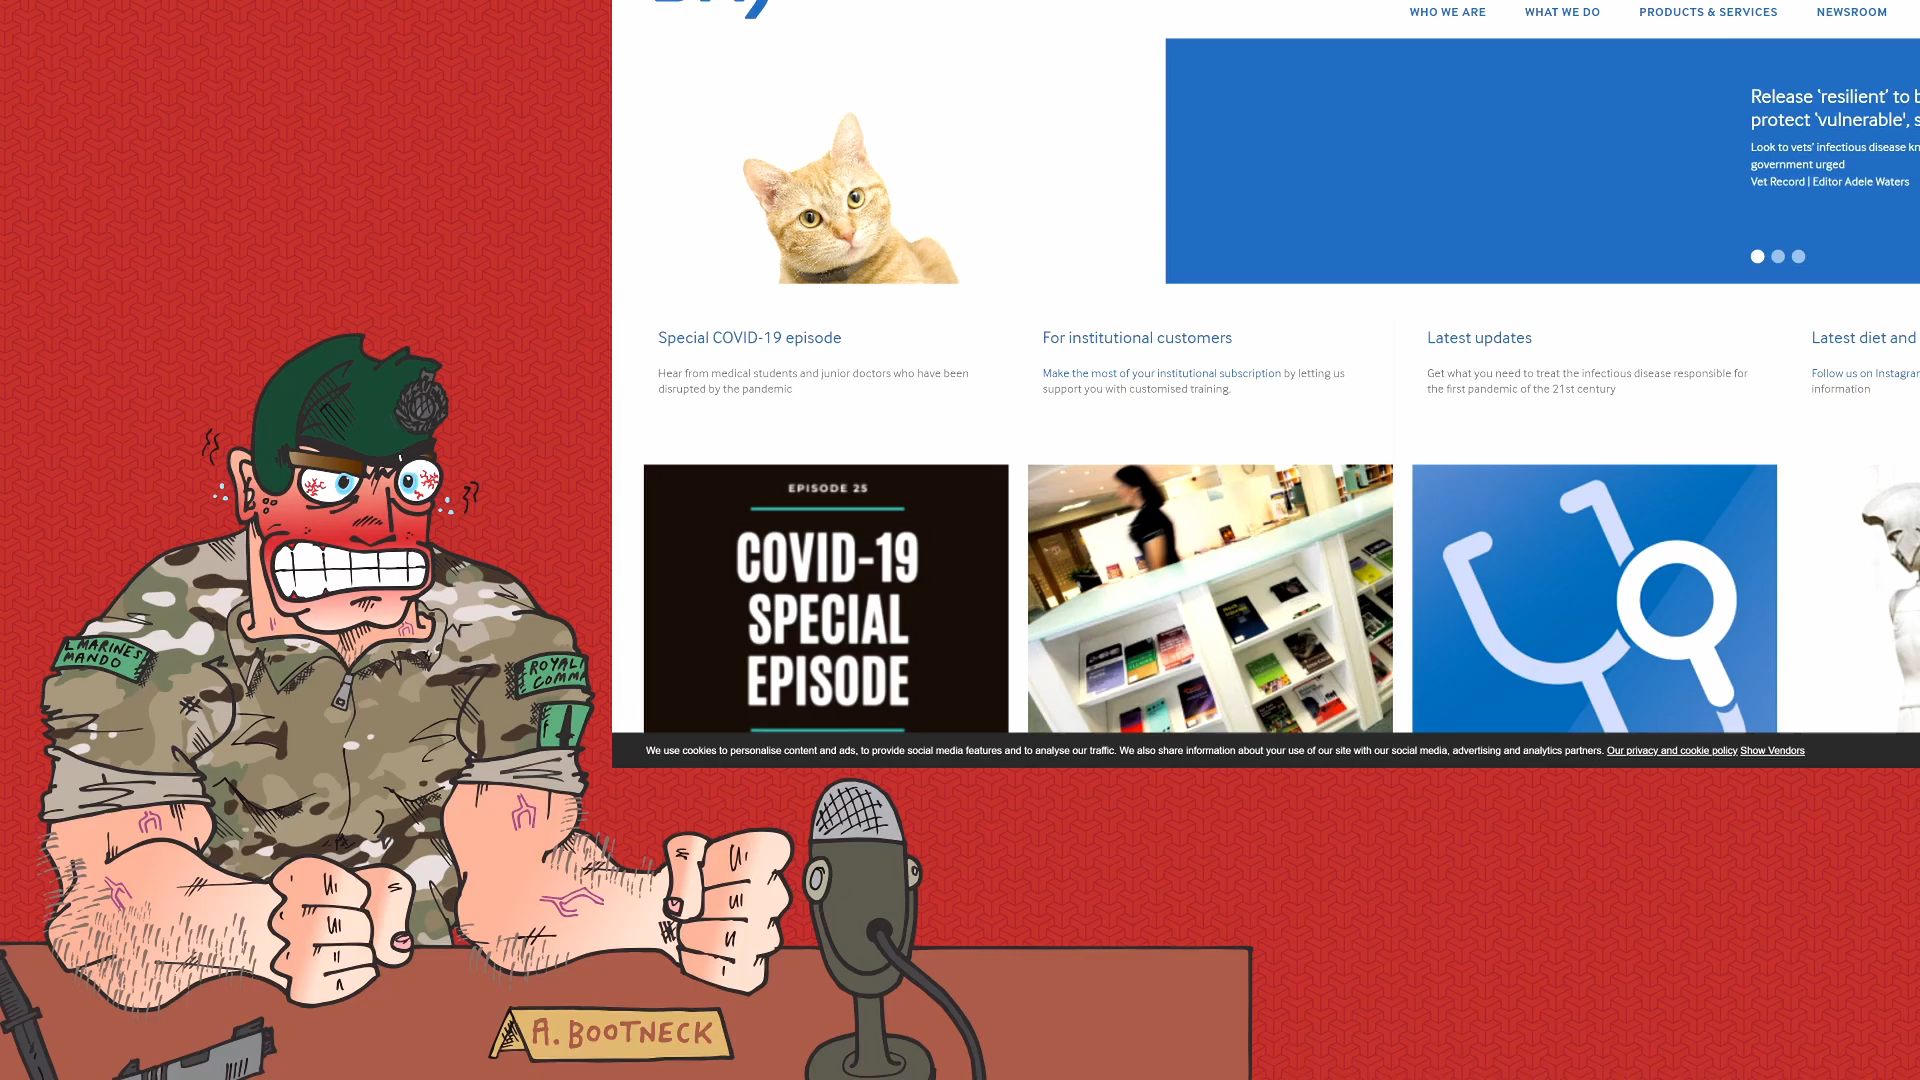 WHO WE ARE WHAT WE DO PRODUCTS & SERVICES NEWSROOM
Release ‘resilient’ to
protect ‘vulnerable’,
Look to vets’ infectious disease
government urged
Vet Record | Editor Adele Waters
Special COVID-19 episode
Hear from medical students and junior doctors who have been
disrupted by the pandemic
For institutional customers
Make the most of your institutional subscription by letting us
support you with customised training.
Latest updates
Get what you need to treat the infectious disease responsible for
the first pandemic of the 21st century
Latest diet and
Follow us on
information
EPISODE 25
COVID-19
SPECIAL
EPISODE
We use cookies to personalise content and ads, to provide social media features and to analyse our traffic. We also share information about your use of our site with our social media, advertising and analytics partners. Our privacy and cookie policy Show Vendors
L MARINES
MANDO
ROYAL
COMM
A. BOOTNECK